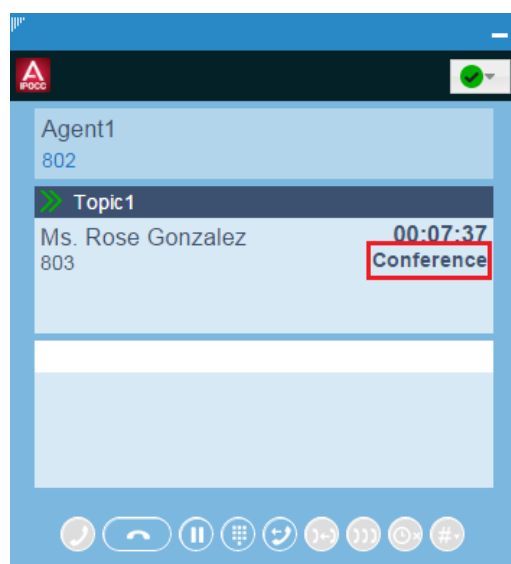 IPOCC
Agent1
802
Topic1
Ms. Rose Gonzalez 00:07:37
803 Conference
#